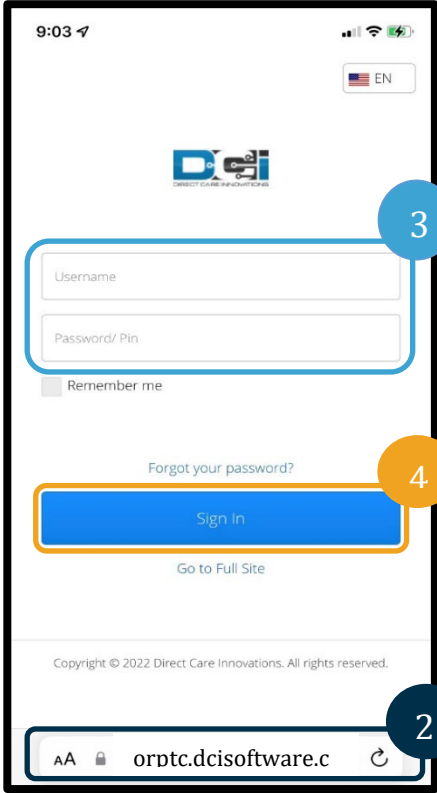 9:03
EN
DCi
DIRECT CARE INNOVATIONS
3
Username
Password/ Pin
Remember me
Forgot your password?
4
Sign In
Go to Full Site
Copyright © 2022 Direct Care Innovations. All rights reserved.
2
AA orptc.dcisoftware.c